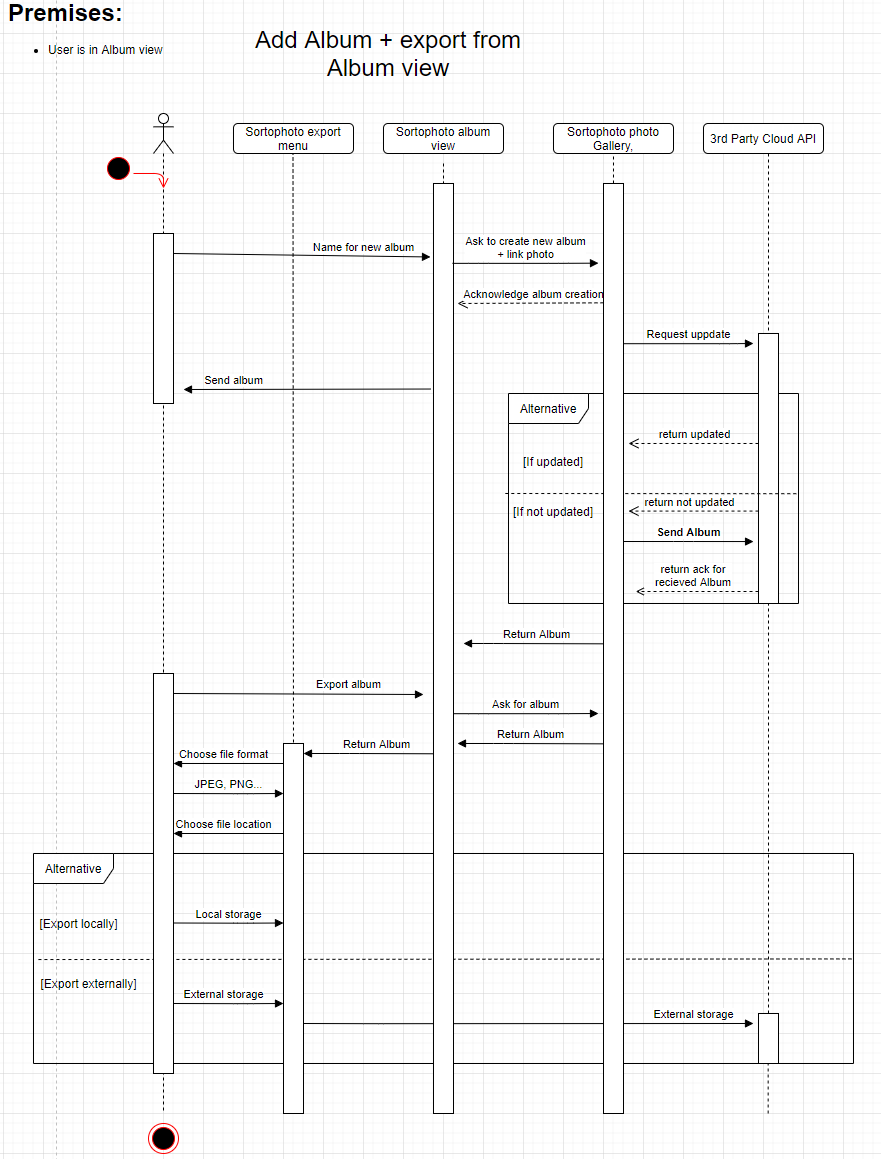 Premises:
User is in Album view
Add Album + export from
Album view
Sortophoto export
menu
Sortophoto album
view
Sortophoto photo
Gallery,
3rd Party Cloud API
Name for new album
Ask to create new album
+ link photo
Acknowledge album creation
Request uppdate
Send album
Alternative
return updated
[If updated]
return not updated
[If not updated]
Send Album
return ack for
recieved Album
Return Album
Export album
Ask for album
Return Album
Return Album
Choose file format
JPEG, PNG...
Choose file location
Alternative
Local storage
[Export locally]
[Export externally]
External storage
External storage